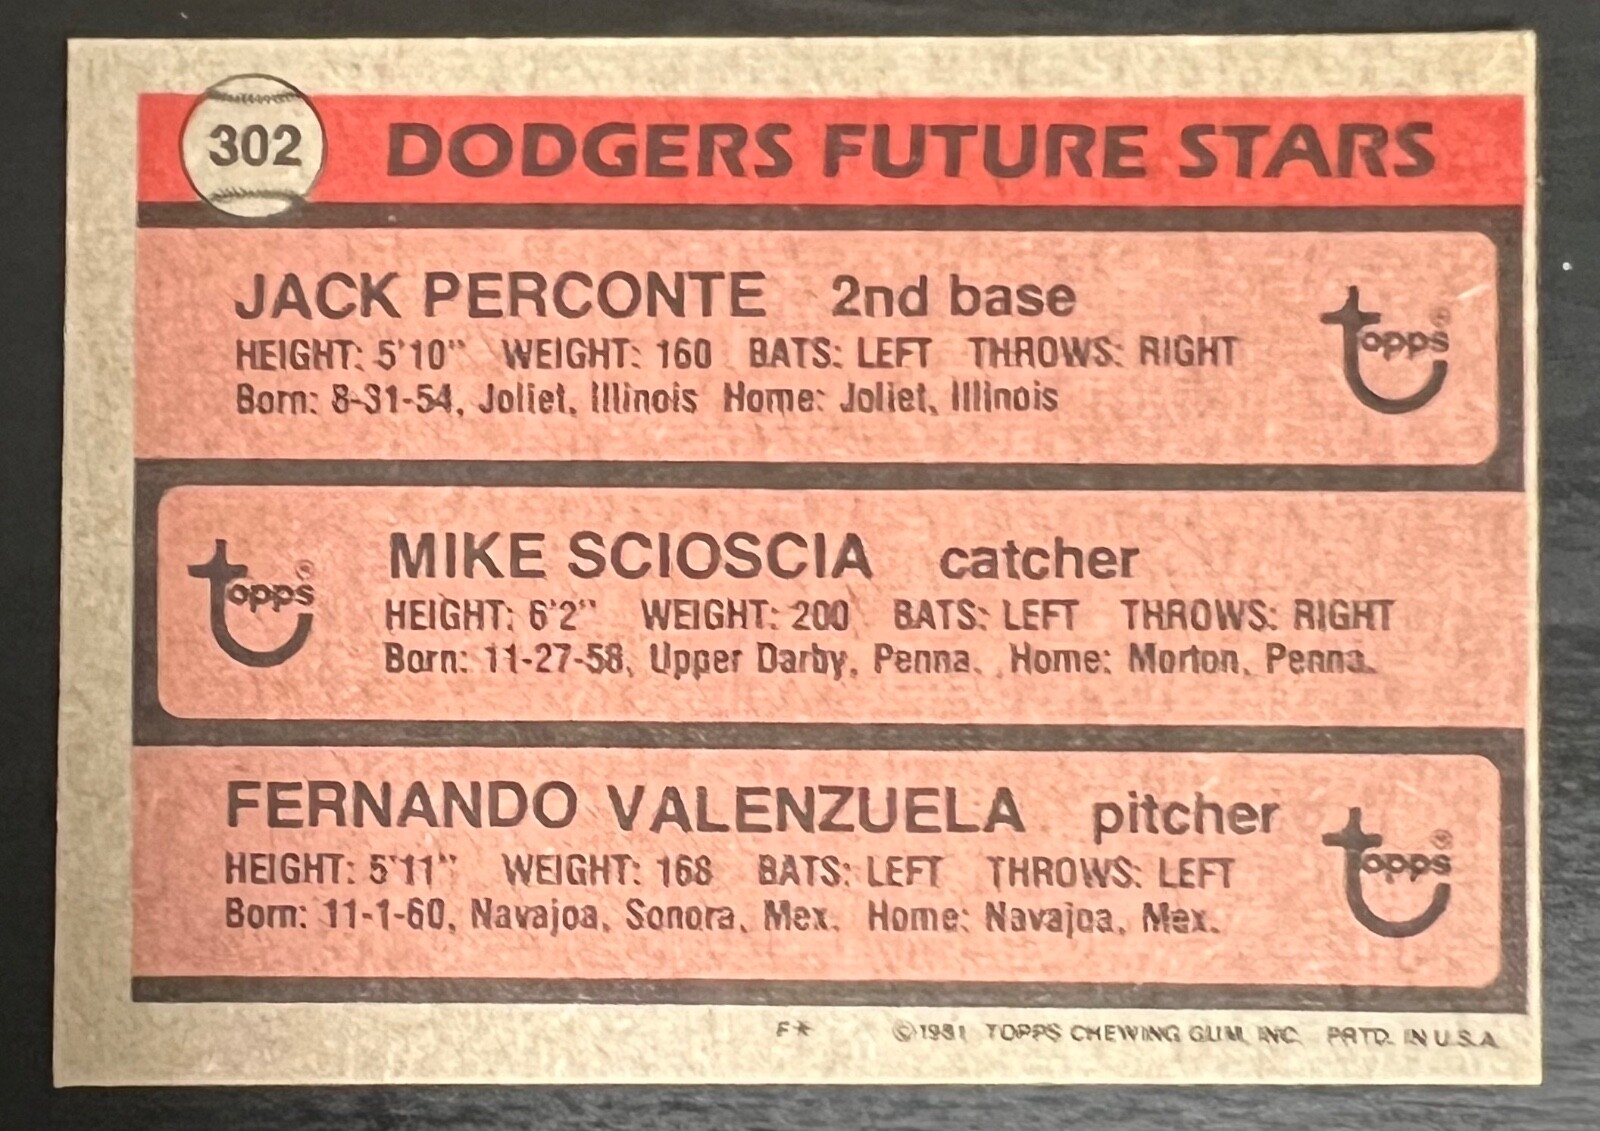 302 DODGERS FUTURE STARS
JACK PERCONTE 2nd base
HEIGHT: 5'10" WEIGHT: 160 BATS: LEFT THROWS: RIGHT
Born: 8-31-54, Joliet, Illinois Home: Joliet, Illinois
Topps®
MIKE SCIOSCIA catcher
HEIGHT: 6'2" WEIGHT: 200 BATS: LEFT THROWS: RIGHT
Born: 11-27-58, Upper Darby, Penna. Home: Morton, Penna.
Topps®
FERNANDO VALENZUELA pitcher
HEIGHT: 5'11" WEIGHT: 168 BATS: LEFT THROWS: LEFT
Born: 11-1-60, Navajoa, Sonora, Mex. Home: Navajoa, Mex.
Topps®
F* ©1981 TOPPS CHEWING GUM, INC. PRTD. IN U.S.A.